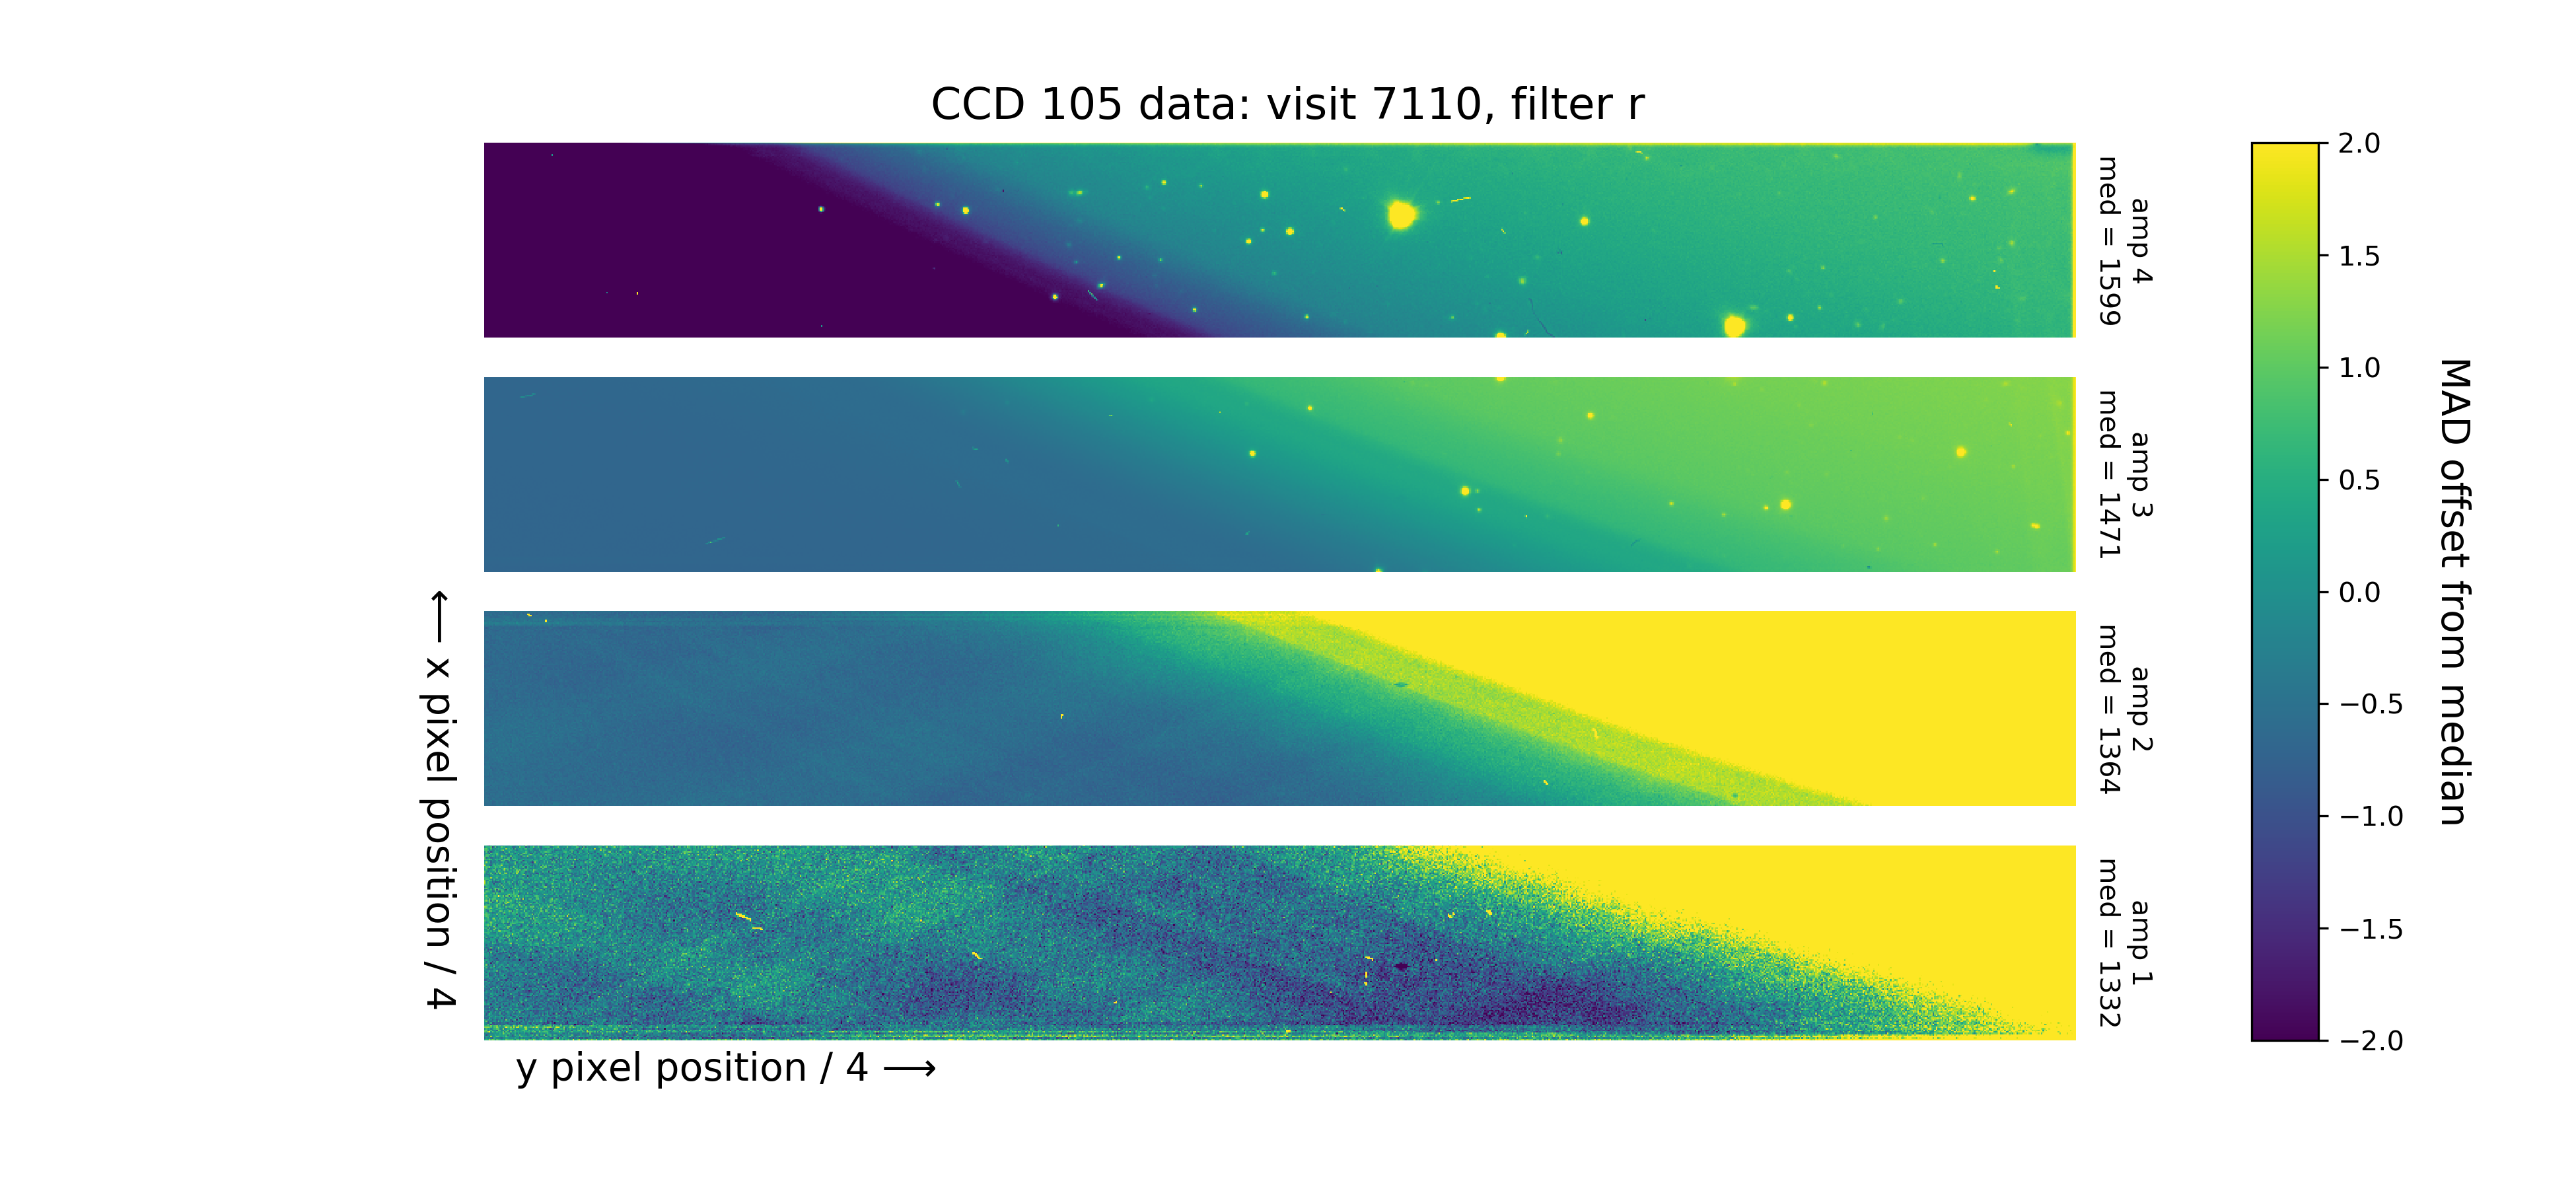 CCD 105 data: visit 7110, filter r
amp 4
med = 1599
amp 3
med = 1471
amp 2
med = 1364
amp 1
med = 1332
⟵ x pixel position / 4
y pixel position / 4 ⟶
2.0
1.5
1.0
0.5
0.0
−0.5
−1.0
−1.5
−2.0
MAD offset from median